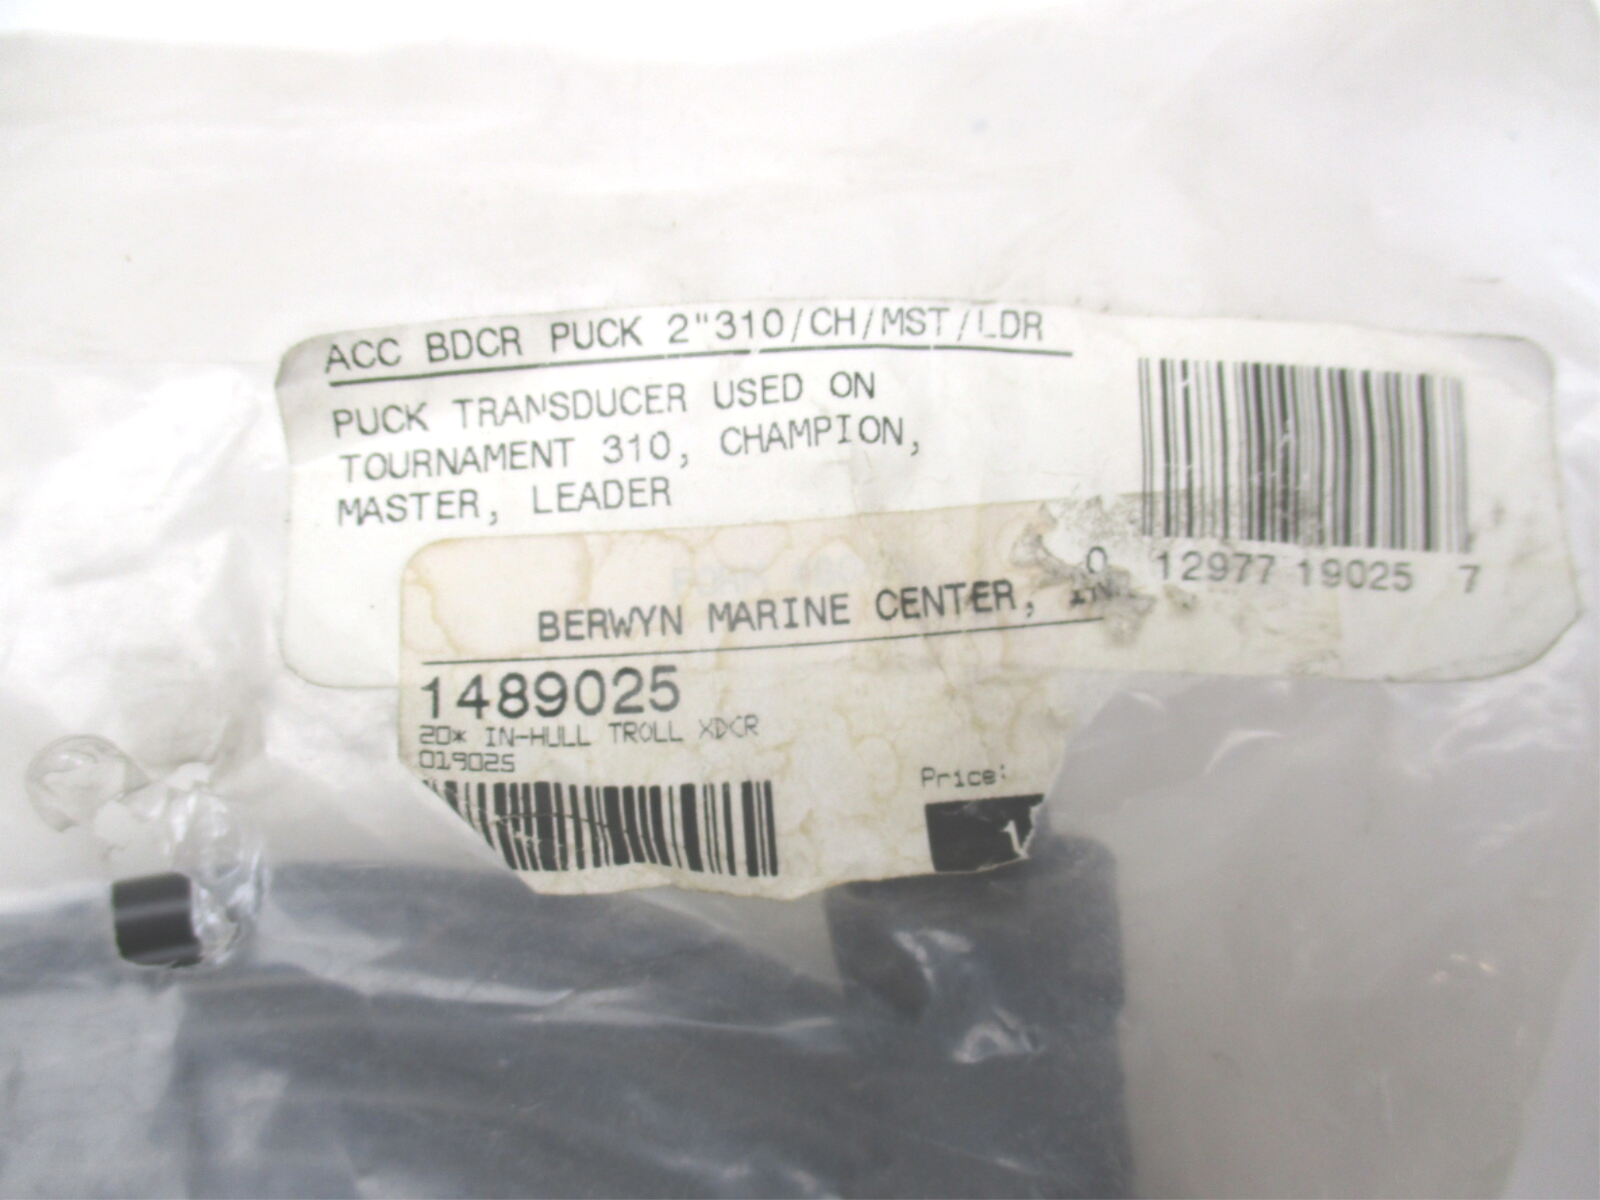 ACC BDCR PUCK 2"310/CH/MST/LDR
PUCK TRANSDUCER USED ON
TOURNAMENT 310, CHAMPION,
MASTER, LEADER
0 12977 19025 7
BERWYN MARINE CENTER,
1489025
20* IN-HULL TROLL XDCR
019025
Price: